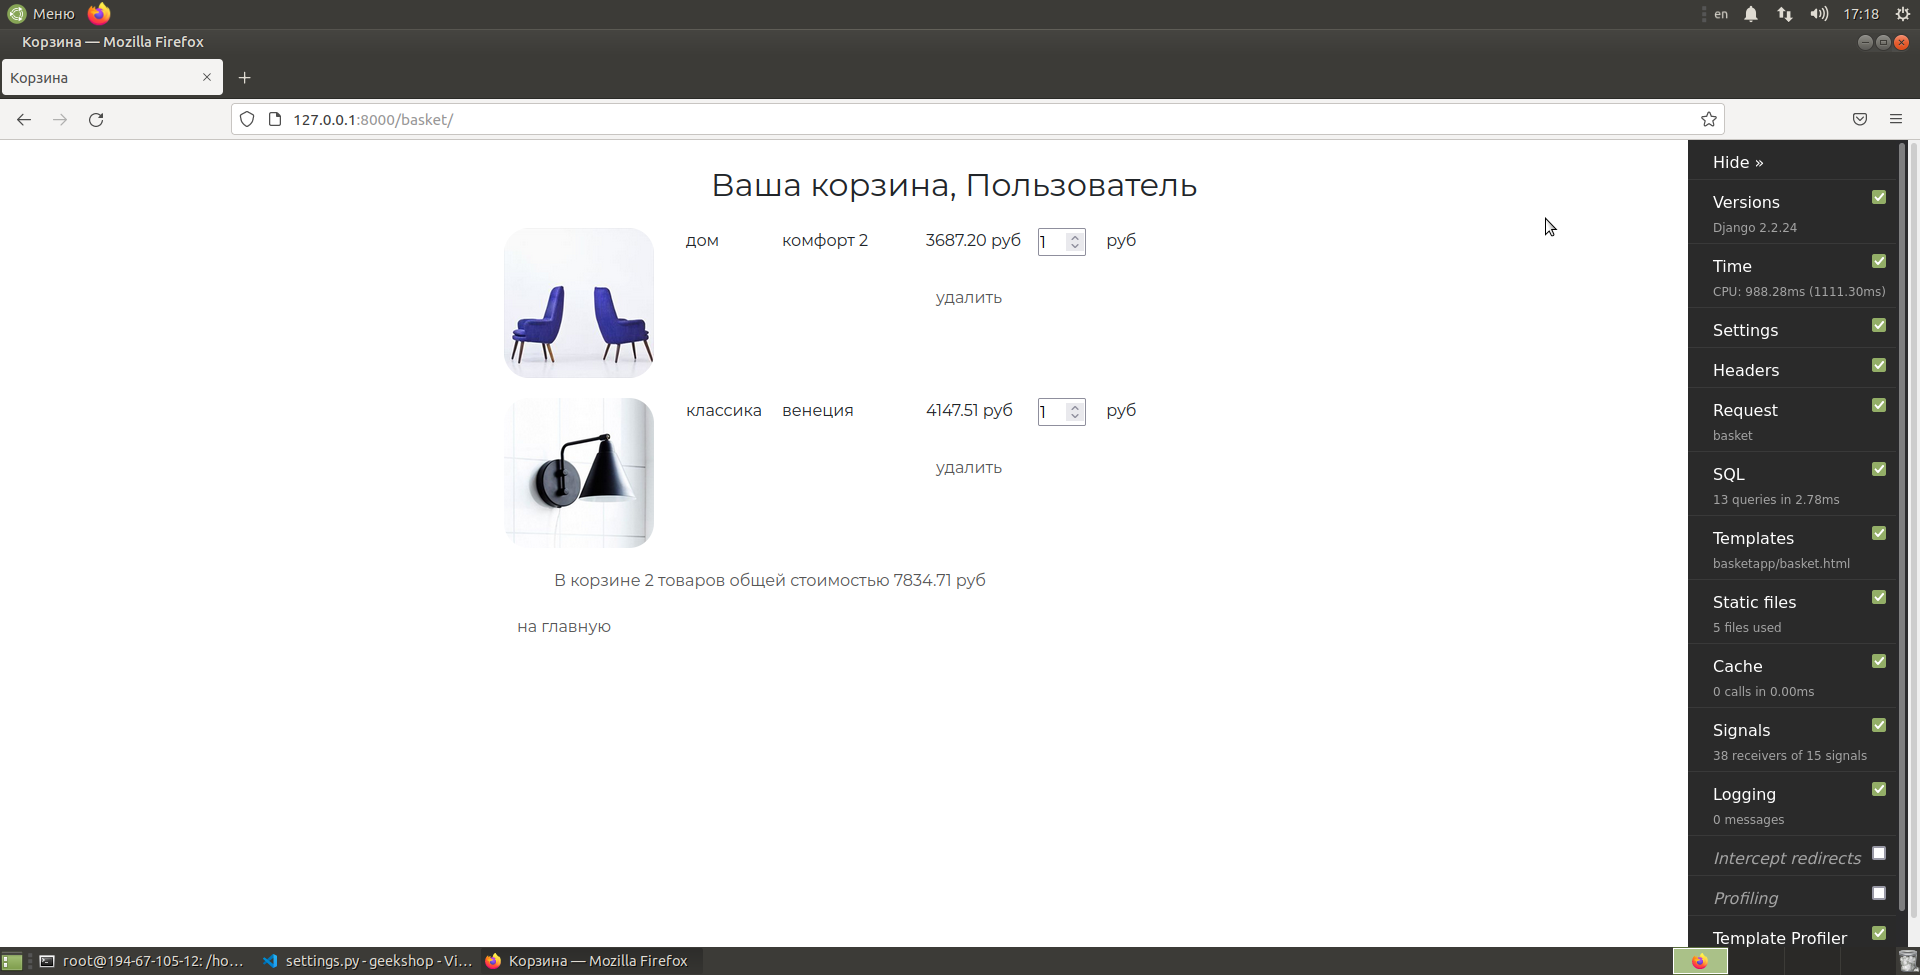 Меню
en
17:18
Корзина — Mozilla Firefox
Корзина
127.0.0.1:8000/basket/
Ваша корзина, Пользователь
дом комфорт 2 3687.20 руб 1 руб
удалить
классика венеция 4147.51 руб 1 руб
удалить
В корзине 2 товаров общей стоимостью 7834.71 руб
на главную
Hide »
Versions
Django 2.2.24
Time
CPU: 988.28ms (1111.30ms)
Settings
Headers
Request
basket
SQL
13 queries in 2.78ms
Templates
basketapp/basket.html
Static files
5 files used
Cache
0 calls in 0.00ms
Signals
38 receivers of 15 signals
Logging
0 messages
Intercept redirects
Profiling
Template Profiler
root@194-67-105-12: /ho...
settings.py - geekshop - Vi...
Корзина — Mozilla Firefox